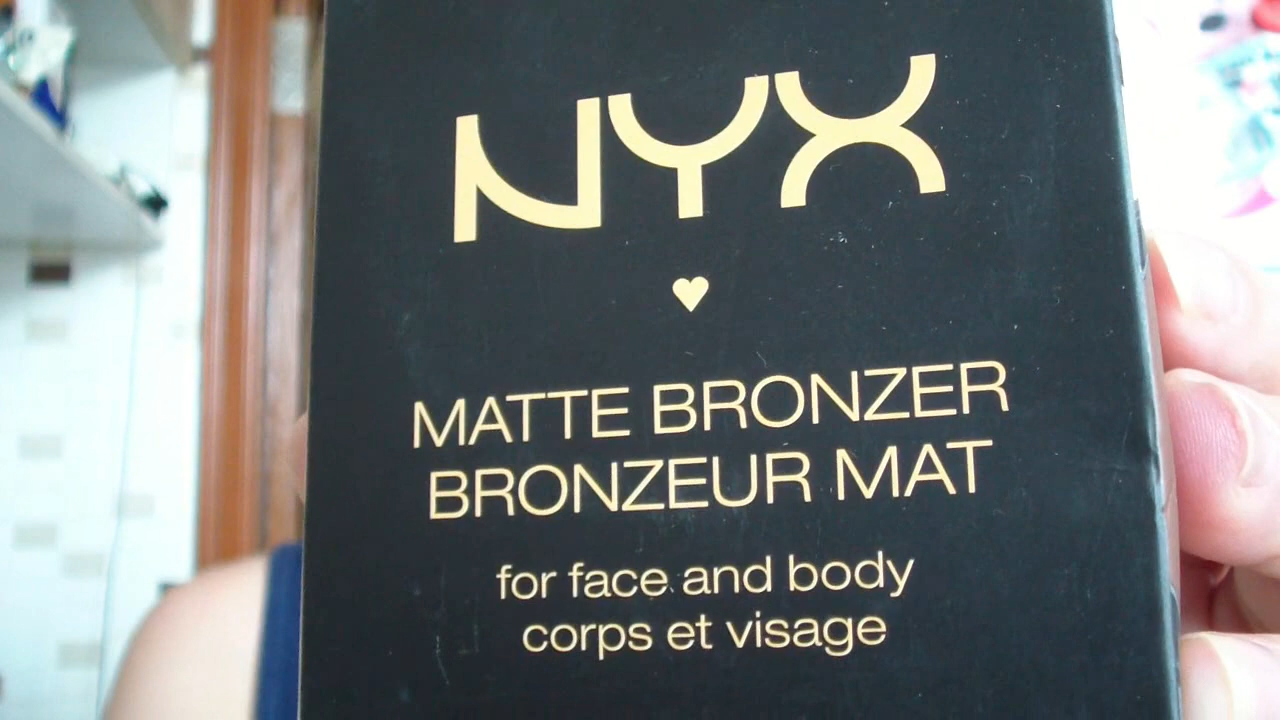 NYX
MATTE BRONZER
BRONZEUR MAT
for face and body
corps et visage